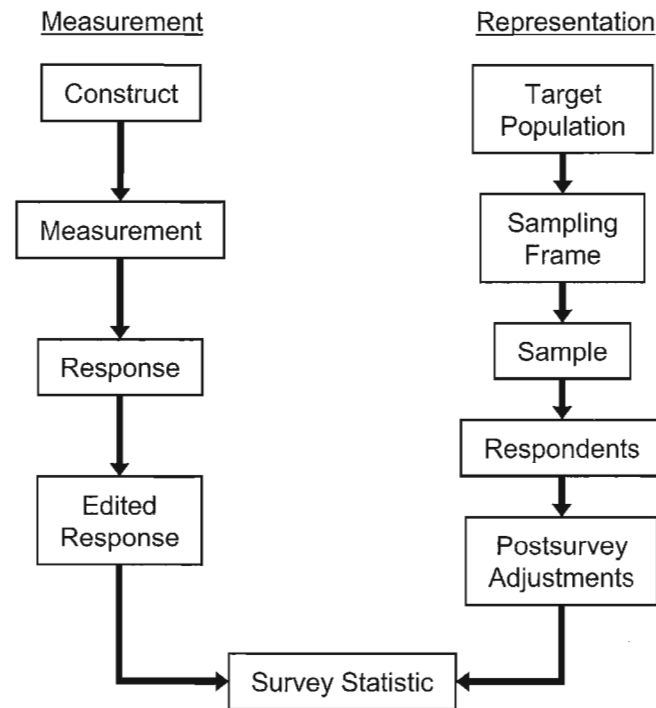 Measurement
Construct
Measurement
Response
Edited
Response
Representation
Target
Population
Sampling
Frame
Sample
Respondents
Postsurvey
Adjustments
Survey Statistic